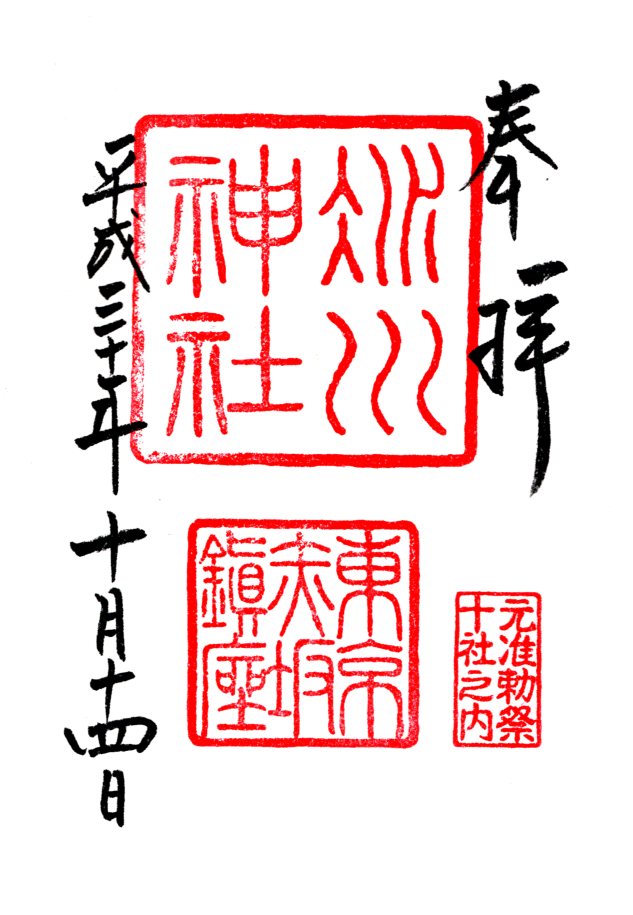 奉拝
氷川
神社
東京
赤坂
鎮座
元准勅祭
十社之内
平成三十年十月十四日